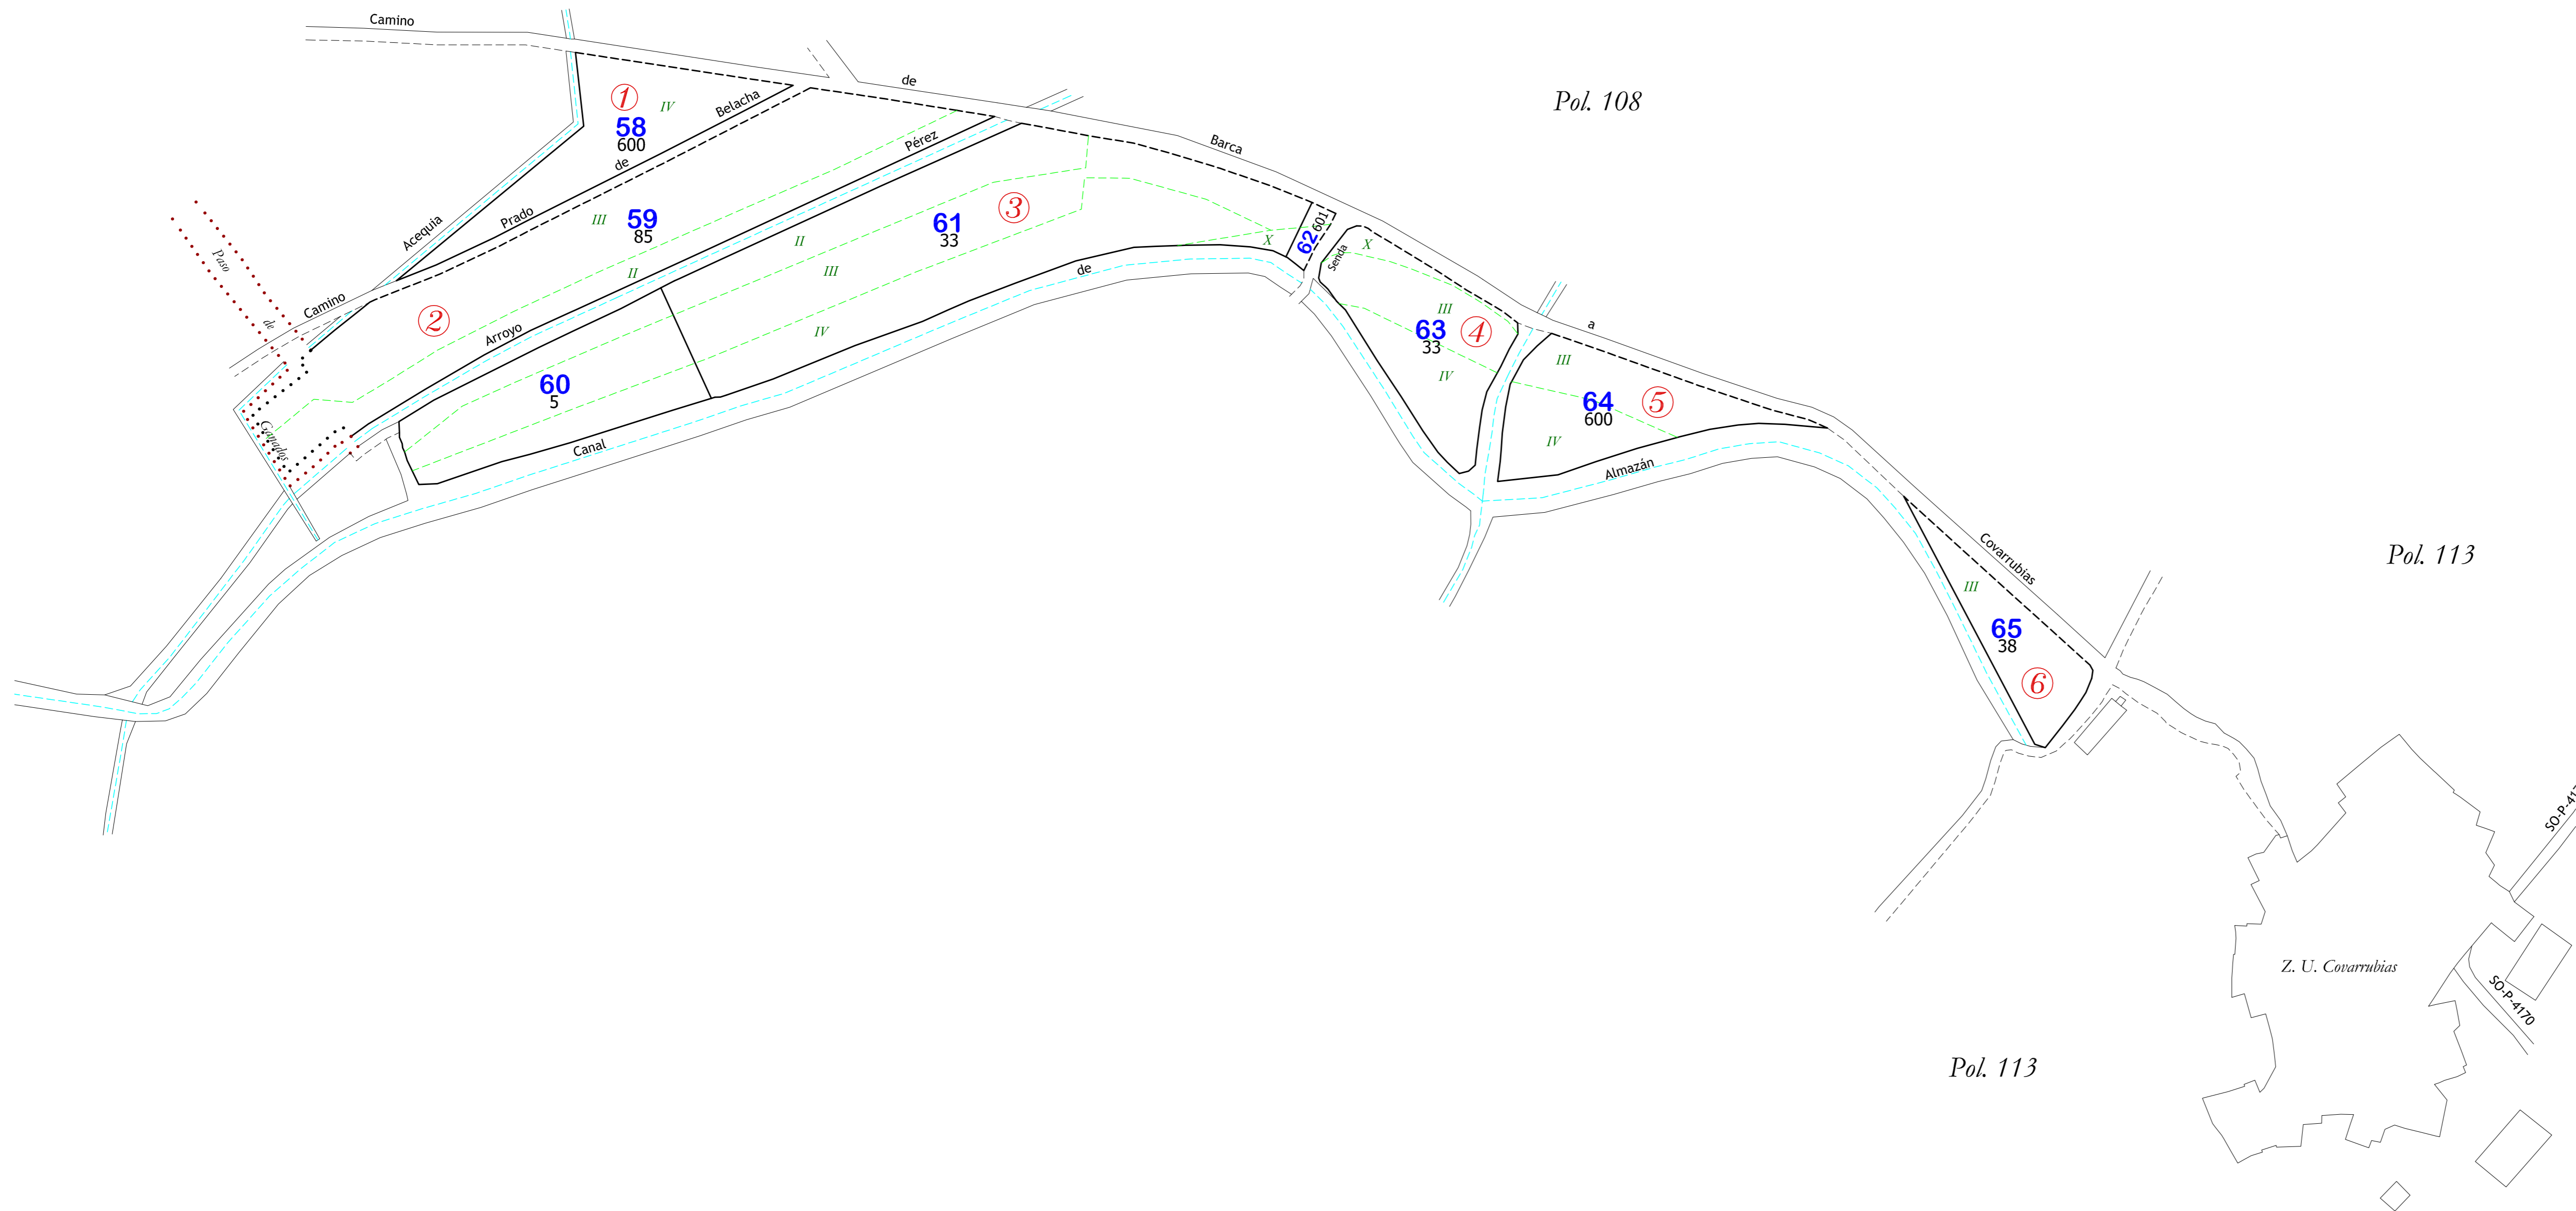 Camino
de
Barca
a
Covarrubias
Pol. 108
1
IV
58
600
Belacha
de
Prado
Camino
Acequia
Pérez
Arroyo
III
59
85
II
2
Paso
de
Ganados
II
61
33
3
III
IV
60
5
Canal
de
Almazán
X
62
601
Senda
X
III
63
33
4
IV
III
64
600
5
IV
III
65
38
6
Pol. 113
Z. U. Covarrubias
SO-P-417
SO-P-4170
Pol. 113